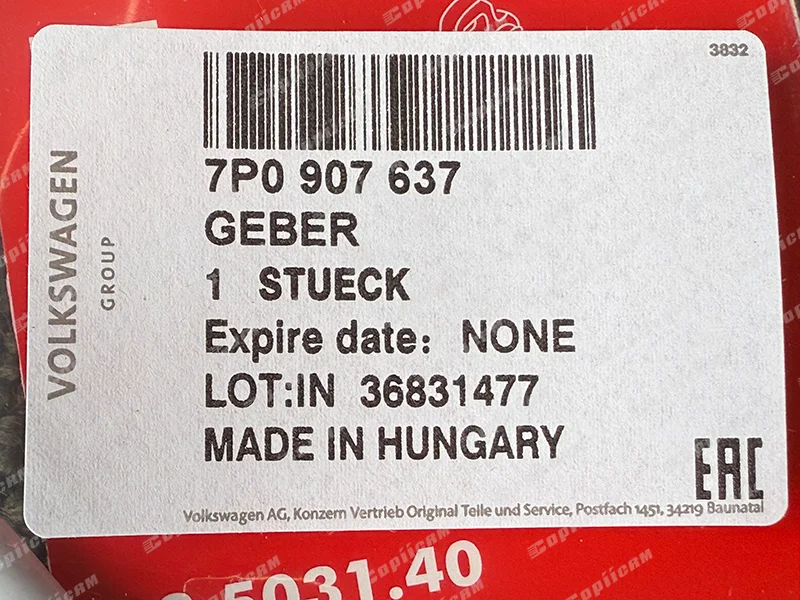 3832
VOLKSWAGEN
GROUP
7P0 907 637
GEBER
1 STUECK
Expire date: NONE
LOT:IN 36831477
MADE IN HUNGARY
EAC
Volkswagen AG, Konzern Vertrieb Original Teile und Service, Postfach 1451, 34219 Baunatal
5031.40
CopiiCRM